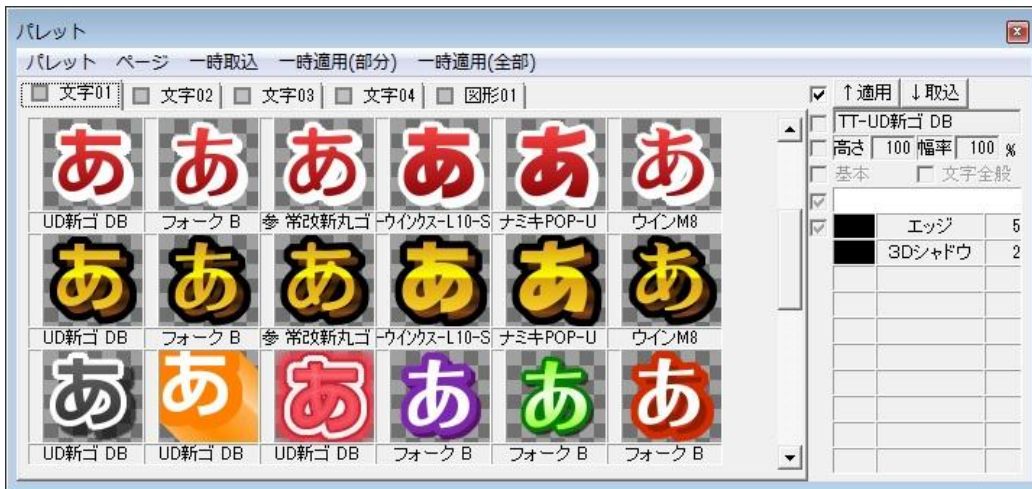 パレット
パレット ページ 一時取込 一時適用(部分) 一時適用(全部)
文字01 文字02 文字03 文字04 図形01
↑適用 ↓取込
TT-UD新ゴ DB
高さ 100 幅率 100 %
基本 文字全般
エッジ 5
3Dシャドウ 2
あ あ あ あ あ あ
UD新ゴ DB フォーク B 参 常改新丸ゴ -ウインクス-L10-S ナミキPOP-U ウインM8
あ あ あ あ あ あ
UD新ゴ DB フォーク B 参 常改新丸ゴ -ウインクス-L10-S ナミキPOP-U ウインM8
あ あ あ あ あ あ
UD新ゴ DB UD新ゴ DB UD新ゴ DB フォーク B フォーク B フォーク B